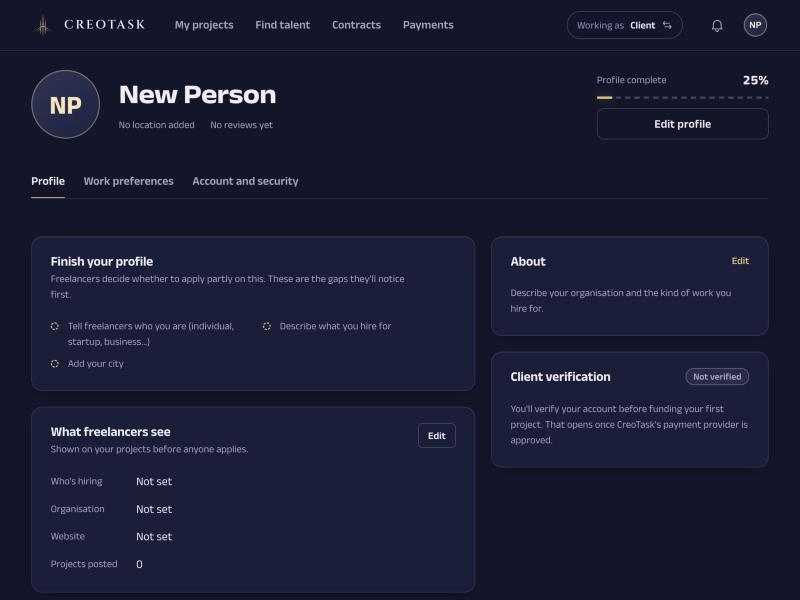 CREOTASK
My projects
Find talent
Contracts
Payments
Working as Client
NP
NP
New Person
No location added
No reviews yet
Profile complete
25%
Edit profile
Profile
Work preferences
Account and security
Finish your profile
Freelancers decide whether to apply partly on this. These are the gaps they'll notice
first.
Tell freelancers who you are (individual,
startup, business...)
Describe what you hire for
Add your city
What freelancers see
Edit
Shown on your projects before anyone applies.
Who's hiring
Not set
Organisation
Not set
Website
Not set
Projects posted
0
About
Edit
Describe your organisation and the kind of work you
hire for.
Client verification
Not verified
You'll verify your account before funding your first
project. That opens once CreoTask's payment provider is
approved.